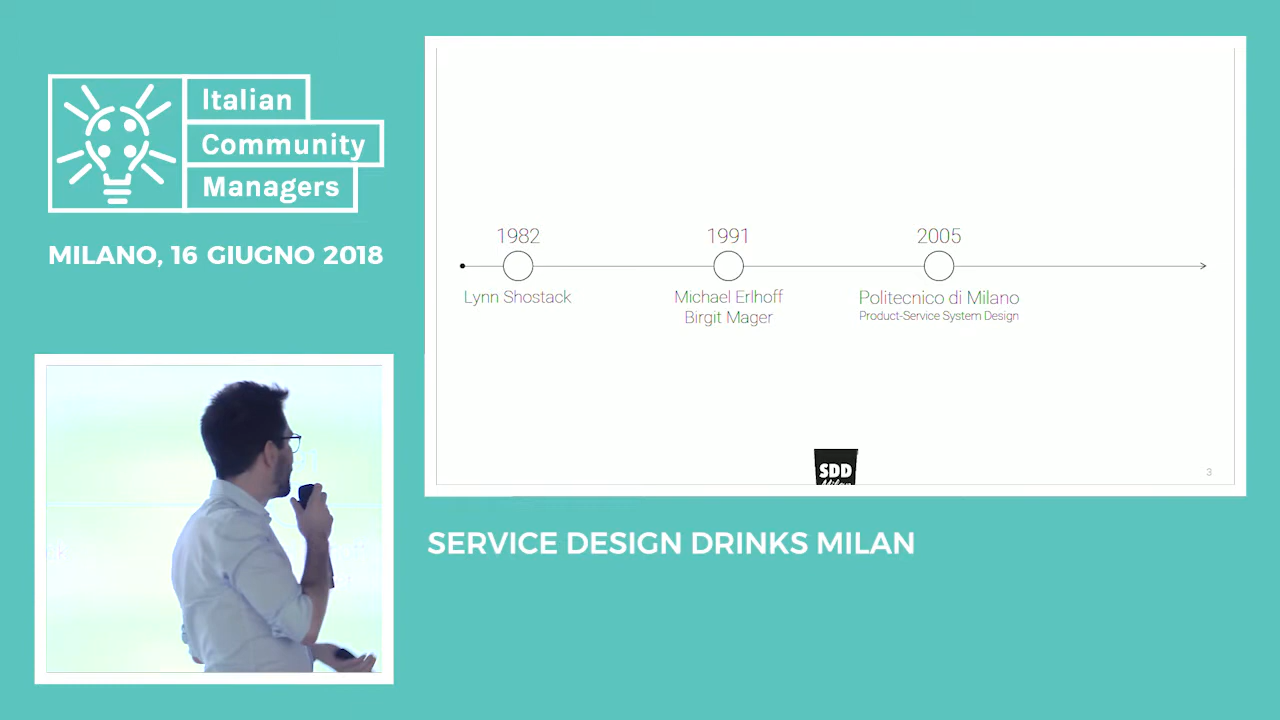 Italian
Community
Managers
MILANO, 16 GIUGNO 2018
1982
1991
2005
Lynn Shostack
Michael Erlhoff
Birgit Mager
Politecnico di Milano
Product-Service System Design
SDD
Milan
3
SERVICE DESIGN DRINKS MILAN